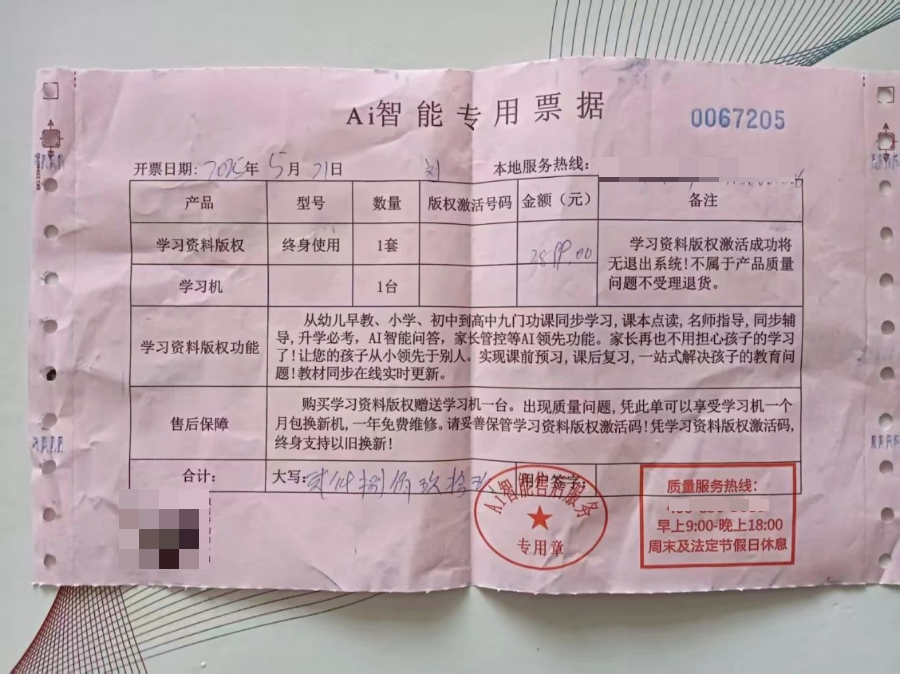 Ai智能专用票据
0067205
开票日期: 2025年 5月 21日
刘
本地服务热线:
产品 型号 数量 版权激活号码 金额（元） 备注
学习资料版权 终身使用 1套
2899.00
学习资料版权激活成功将
无退出系统!不属于产品质量
问题不受理退货。
学习机 1台
学习资料版权功能
从幼儿早教、小学、初中到高中九门功课同步学习,课本点读,名师指导,同步辅
导,升学必考,AI智能问答,家长管控等AI领先功能。家长再也不用担心孩子的学习
了!让您的孩子从小领先于别人。实现课前预习,课后复习,一站式解决孩子的教育问
题!教材同步在线实时更新。
售后保障
购买学习资料版权赠送学习机一台。出现质量问题,凭此单可以享受学习机一个
月包换新机,一年免费维修。请妥善保管学习资料版权激活码!凭学习资料版权激活码,
终身支持以旧换新!
合计:
大写: 贰仟捌佰玖拾玖
用户签字:
Ai智能售后服务
专用章
质量服务热线:
早上9:00-晚上18:00
周末及法定节假日休息